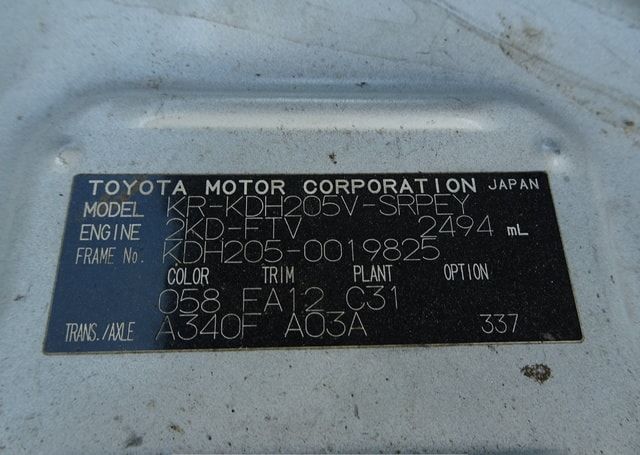 TOYOTA MOTOR CORPORATION JAPAN
MODEL KR-KDH205V-SRPEY
ENGINE 2KD-FTV 2494 mL
FRAME No. KDH205-0019825
COLOR TRIM PLANT OPTION
058 FA12 C31
TRANS./AXLE A340F A03A 337